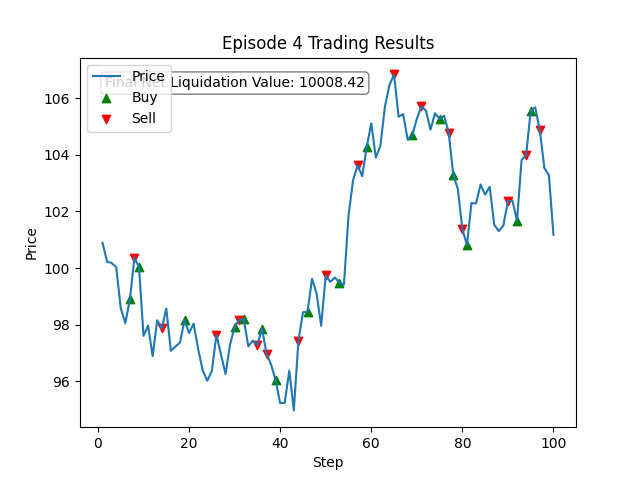 Episode 4 Trading Results
Final Net Liquidation Value: 10008.42
Price
Buy
Sell
106
104
102
100
98
96
Price
0
20
40
60
80
100
Step